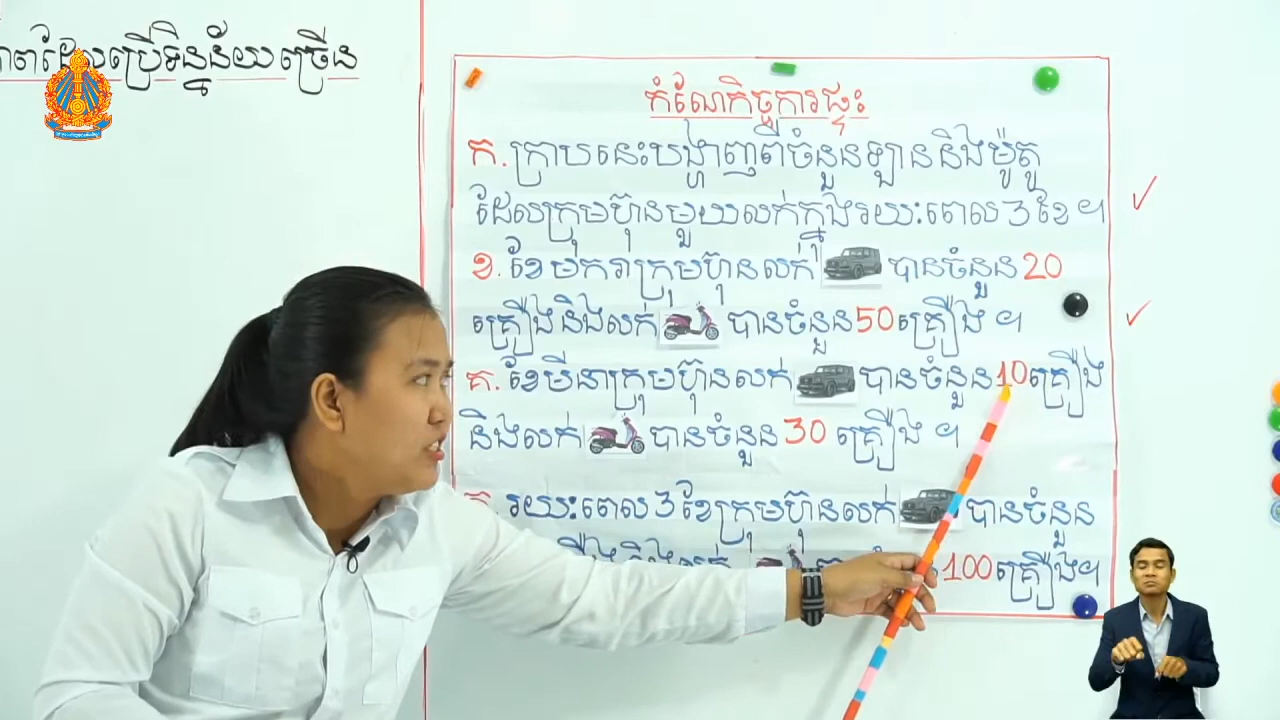 ដែលប្រើទិន្នន័យច្រើន
កំណែកិច្ចការផ្ទះ
ក. ក្រាបនេះបង្ហាញពីចំនួនឡាននិងម៉ូតូ
ដែលក្រុមហ៊ុនមួយលក់ក្នុងរយៈពេល 3 ខែ ។
ខ. ខែមករាក្រុមហ៊ុនលក់ បានចំនួន 20
គ្រឿងនិងលក់ បានចំនួន 50 គ្រឿង ។
គ. ខែមីនាក្រុមហ៊ុនលក់ បានចំនួន 10 គ្រឿង
និងលក់ បានចំនួន 30 គ្រឿង ។
រយៈពេល 3 ខែក្រុមហ៊ុនលក់ បានចំនួន
100 គ្រឿង។